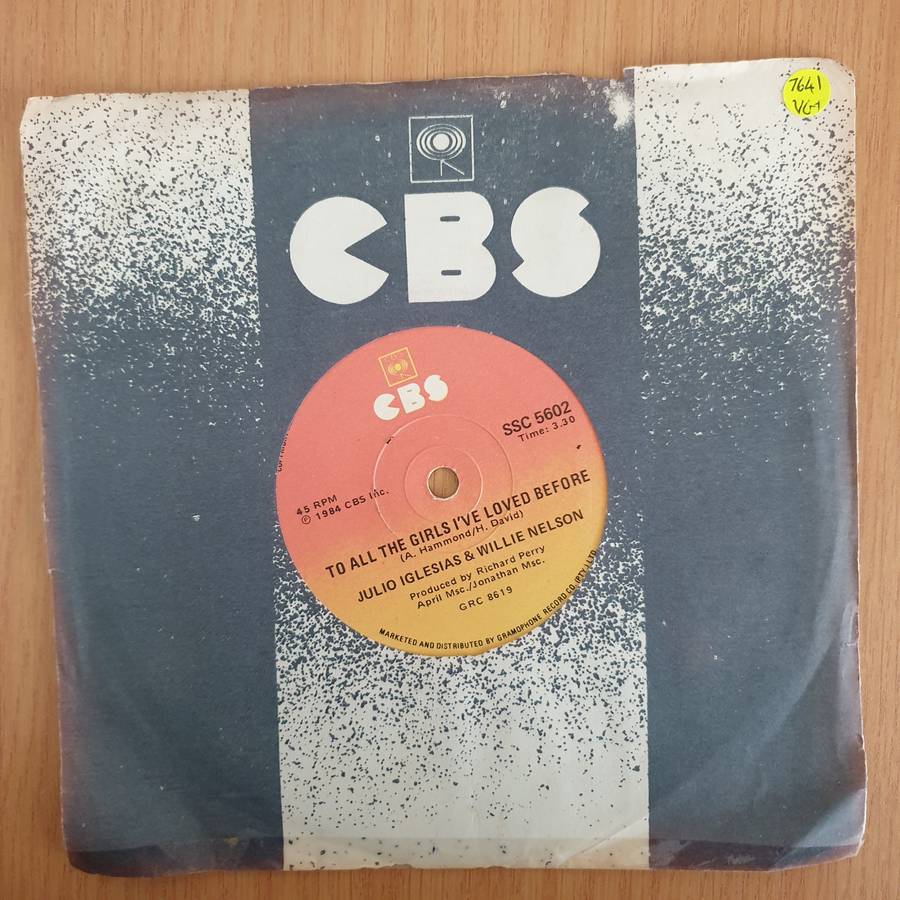 7641
VG+
CBS
CBS
SSC 5602
Time: 3.30
45 RPM
℗ 1984 CBS Inc.
TO ALL THE GIRLS I'VE LOVED BEFORE
(A. Hammond/H. David)
JULIO IGLESIAS & WILLIE NELSON
Produced by Richard Perry
April Msc./Jonathan Msc.
GRC 8619
MARKETED AND DISTRIBUTED BY GRAMOPHONE RECORD CO (PTY) LTD